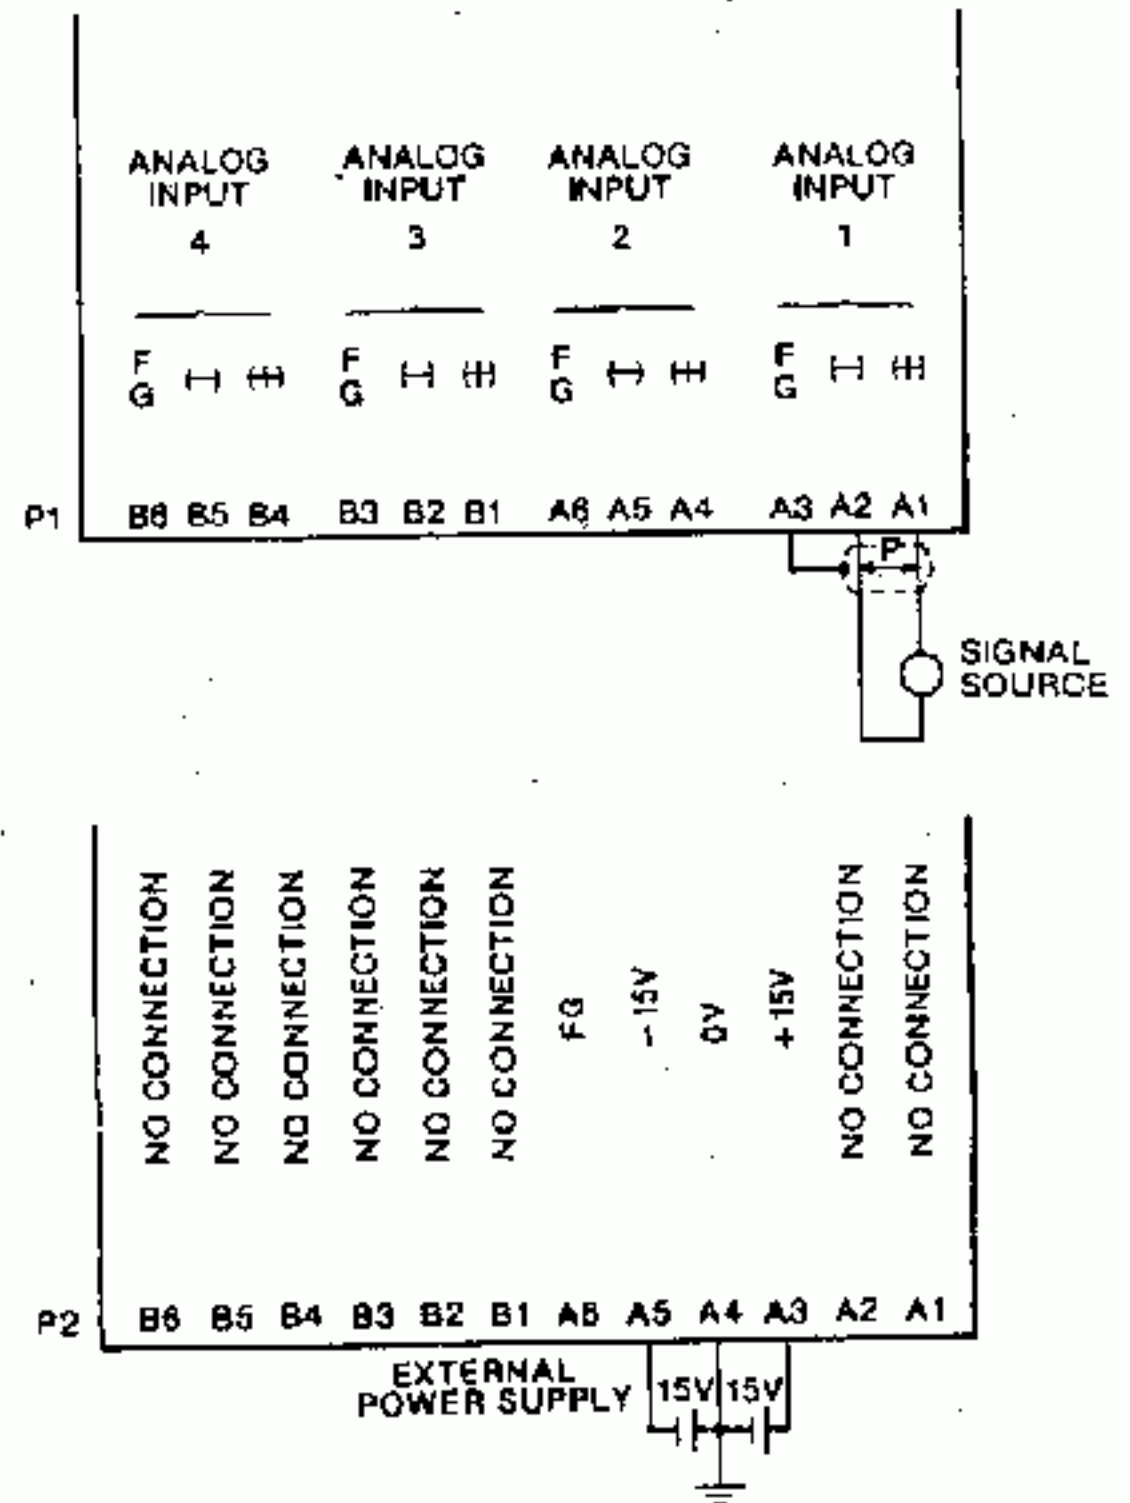 ANALOG INPUT 4
ANALOG INPUT 3
ANALOG INPUT 2
ANALOG INPUT 1
F G (-) (+)
F G (-) (+)
F G (-) (+)
F G (-) (+)
P1 B6 B5 B4 B3 B2 B1 A6 A5 A4 A3 A2 A1
P
SIGNAL
SOURCE
NO CONNECTION
NO CONNECTION
NO CONNECTION
NO CONNECTION
NO CONNECTION
NO CONNECTION
FG
-15V
0V
+15V
NO CONNECTION
NO CONNECTION
P2 B6 B5 B4 B3 B2 B1 A6 A5 A4 A3 A2 A1
EXTERNAL
POWER SUPPLY
15V 15V